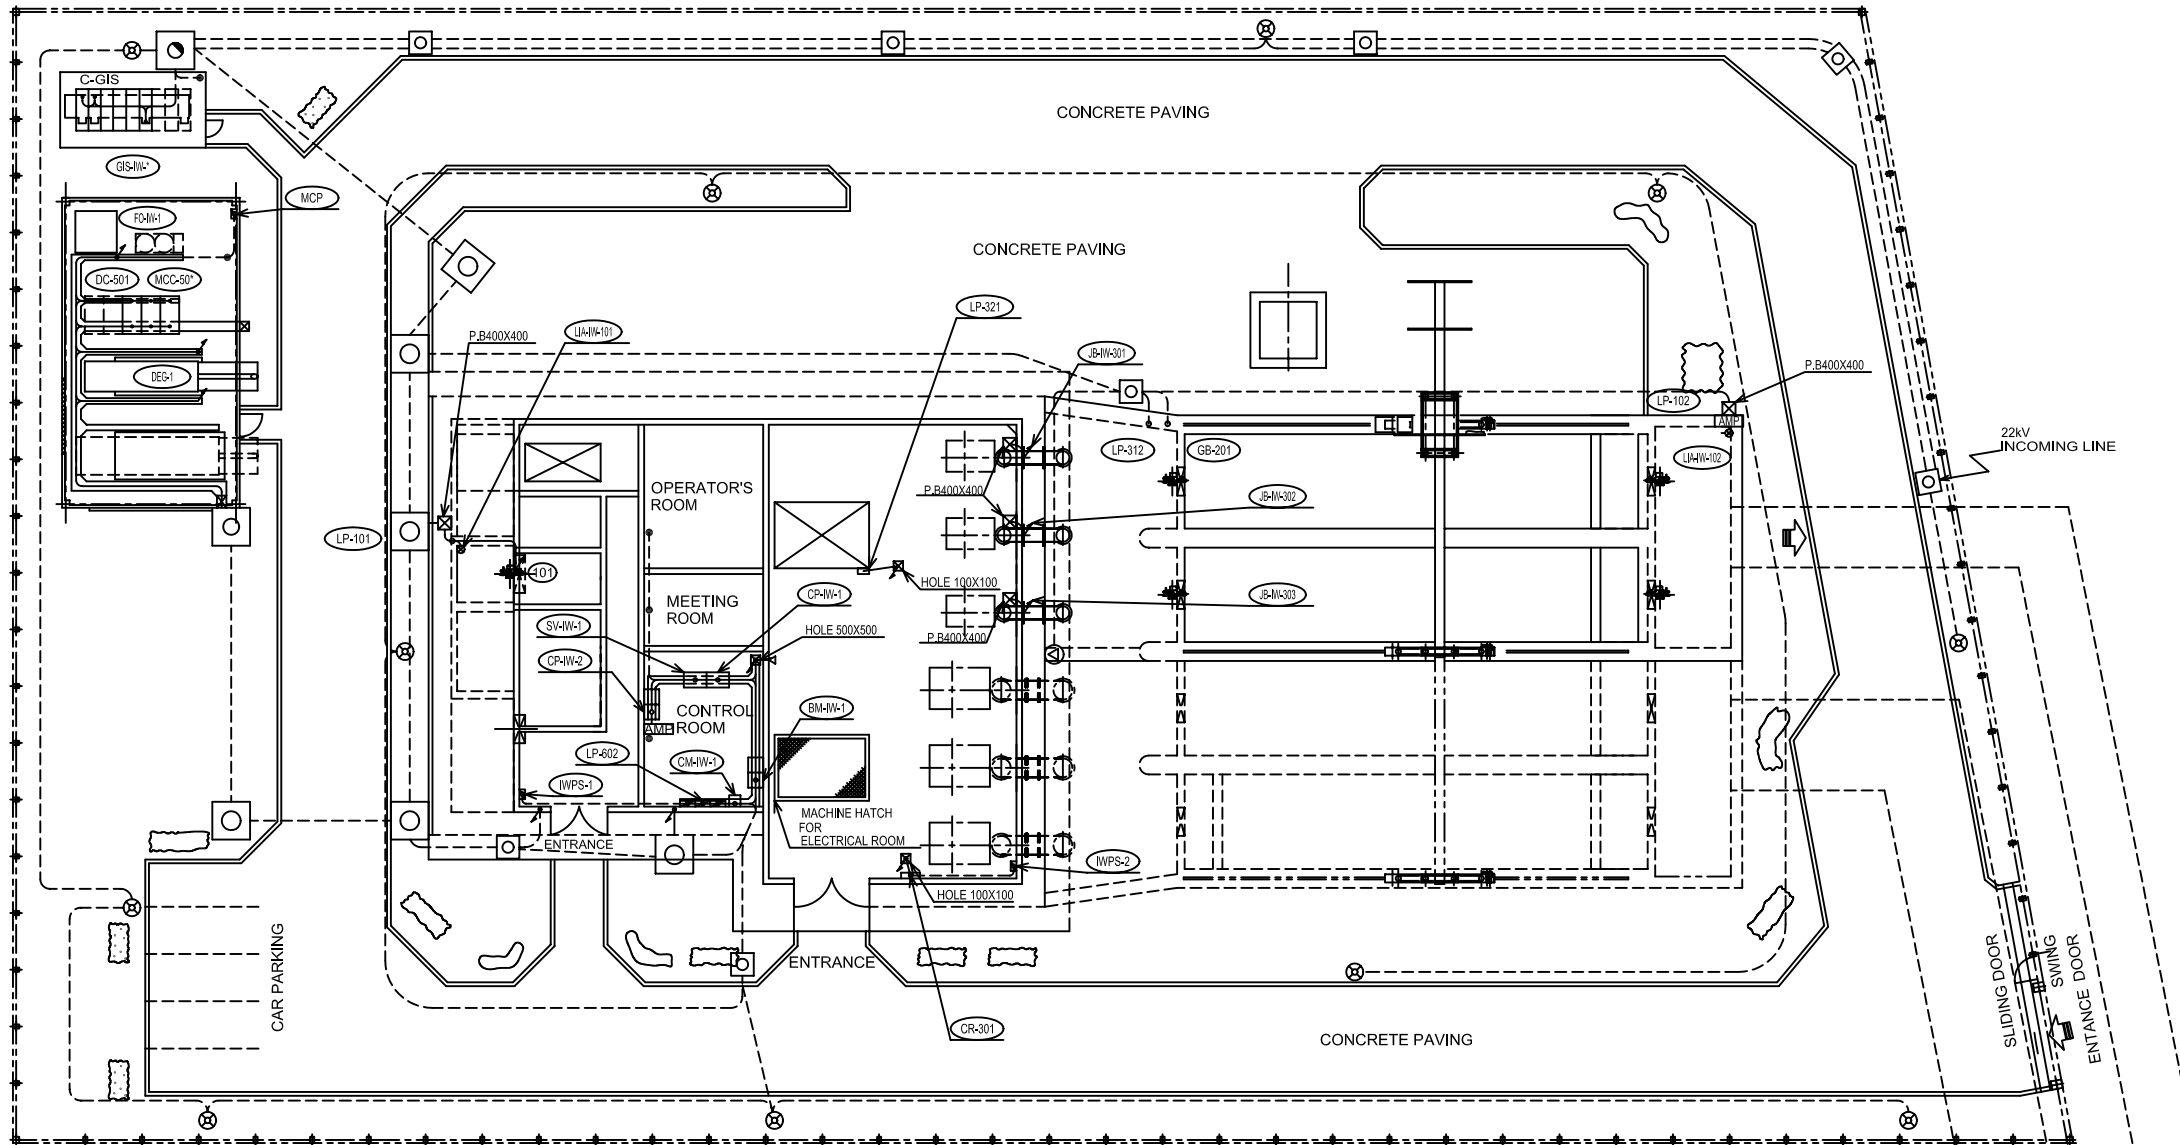 C-GIS
CONCRETE PAVING
GIS-IW-*
MCP
FO-IW-1
CONCRETE PAVING
DC-501
MCC-50*
LP-321
P.B400X400
LIA-IW-101
JB-IW-301
P.B400X400
DEG-1
LP-102
AMP
22kV
INCOMING LINE
LP-312
GB-201
LIA-IW-102
OPERATOR'S
ROOM
P.B400X400
JB-IW-302
LP-101
101
HOLE 100X100
MEETING
ROOM
CP-IW-1
JB-IW-303
SV-IW-1
HOLE 500X500
P.B400X400
CP-IW-2
CONTROL
ROOM
BM-IW-1
AMP
LP-602
CM-IW-1
IWPS-1
MACHINE HATCH
FOR
ELECTRICAL ROOM
ENTRANCE
IWPS-2
HOLE 100X100
CAR PARKING
ENTRANCE
SLIDING DOOR
SWING
DOOR
ENTANCE
CR-301
CONCRETE PAVING